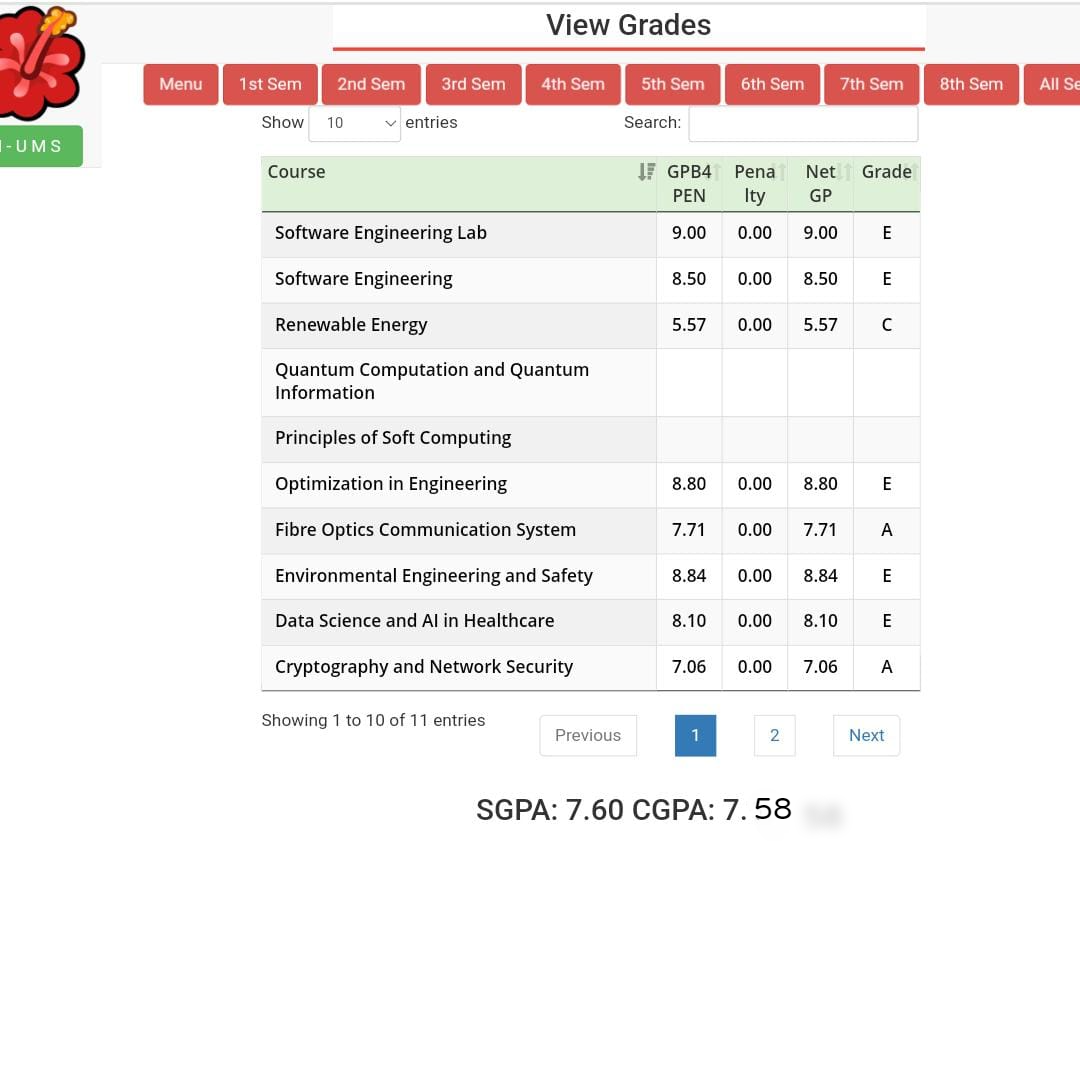 View Grades
Menu 1st Sem 2nd Sem 3rd Sem 4th Sem 5th Sem 6th Sem 7th Sem 8th Sem All Se
Show 10 entries Search:
I-UMS
Course GPB4 PEN Pena lty Net GP Grade
Software Engineering Lab 9.00 0.00 9.00 E
Software Engineering 8.50 0.00 8.50 E
Renewable Energy 5.57 0.00 5.57 C
Quantum Computation and Quantum
Information
Principles of Soft Computing
Optimization in Engineering 8.80 0.00 8.80 E
Fibre Optics Communication System 7.71 0.00 7.71 A
Environmental Engineering and Safety 8.84 0.00 8.84 E
Data Science and AI in Healthcare 8.10 0.00 8.10 E
Cryptography and Network Security 7.06 0.00 7.06 A
Showing 1 to 10 of 11 entries Previous 1 2 Next
SGPA: 7.60 CGPA: 7.58